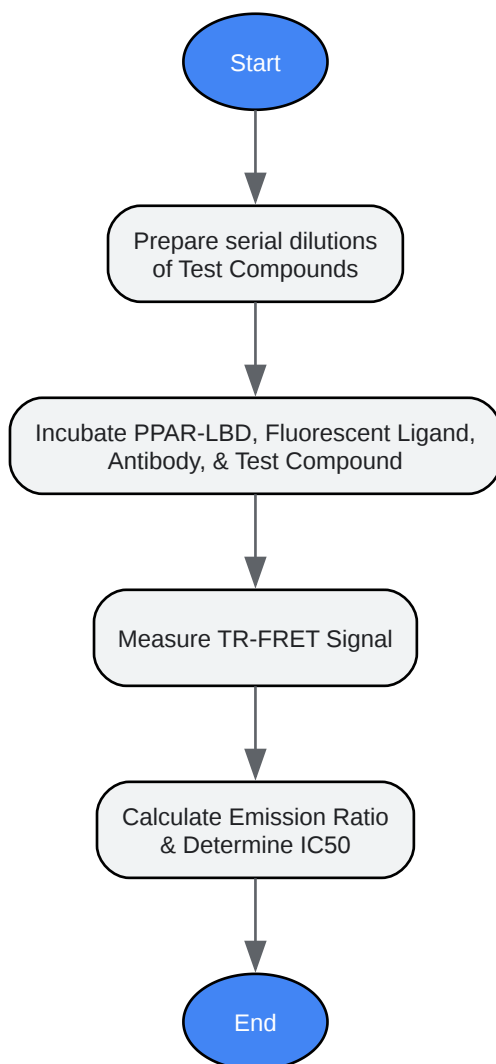 Start
Prepare serial dilutions
of Test Compounds
Incubate PPAR-LBD, Fluorescent Ligand,
Antibody, & Test Compound
Measure TR-FRET Signal
Calculate Emission Ratio
& Determine IC50
End